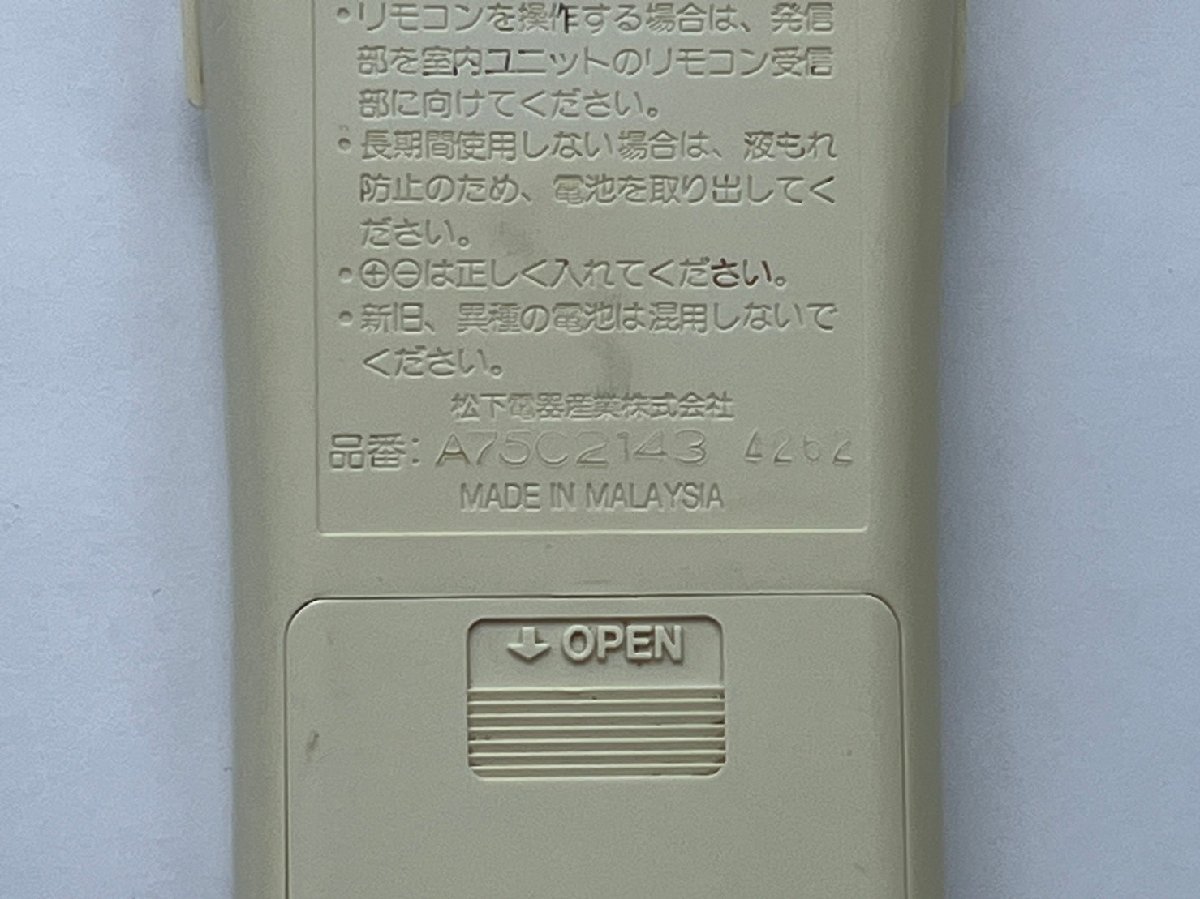 ・リモコンを操作する場合は、発信
部を室内ユニットのリモコン受信
部に向けてください。
・長期間使用しない場合は、液もれ
防止のため、電池を取り出してく
ださい。
・⊕⊖は正しく入れてください。
・新旧、異種の電池は混用しないで
ください。
松下電器産業株式会社
品番: A75C2143 4262
MADE IN MALAYSIA
↓ OPEN